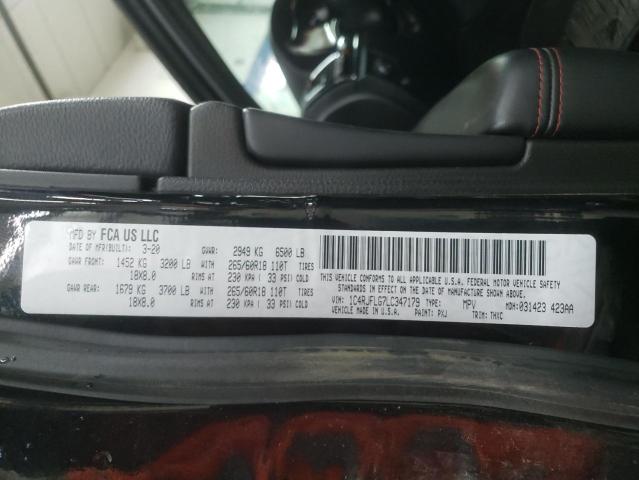 MFD BY FCA US LLC
DATE OF MFR(BUILT): 3-20 GVWR: 2949 KG 6500 LB
GAWR FRONT: 1452 KG 3200 LB WITH 265/60R18 110T TIRES
18X8.0 RIMS AT 230 KPA ( 33 PSI) COLD
GAWR REAR: 1679 KG 3700 LB WITH 265/60R18 110T TIRES
18X8.0 RIMS AT 230 KPA ( 33 PSI) COLD
THIS VEHICLE CONFORMS TO ALL APPLICABLE U.S.A. FEDERAL MOTOR VEHICLE SAFETY
STANDARDS IN EFFECT ON THE DATE OF MANUFACTURE SHOWN ABOVE.
VIN: 1C4RJFLG7LC347179 TYPE: MPV MDH: 031423 423AA
MADE IN U.S.A. PAINT: PXJ TRIM: THXC